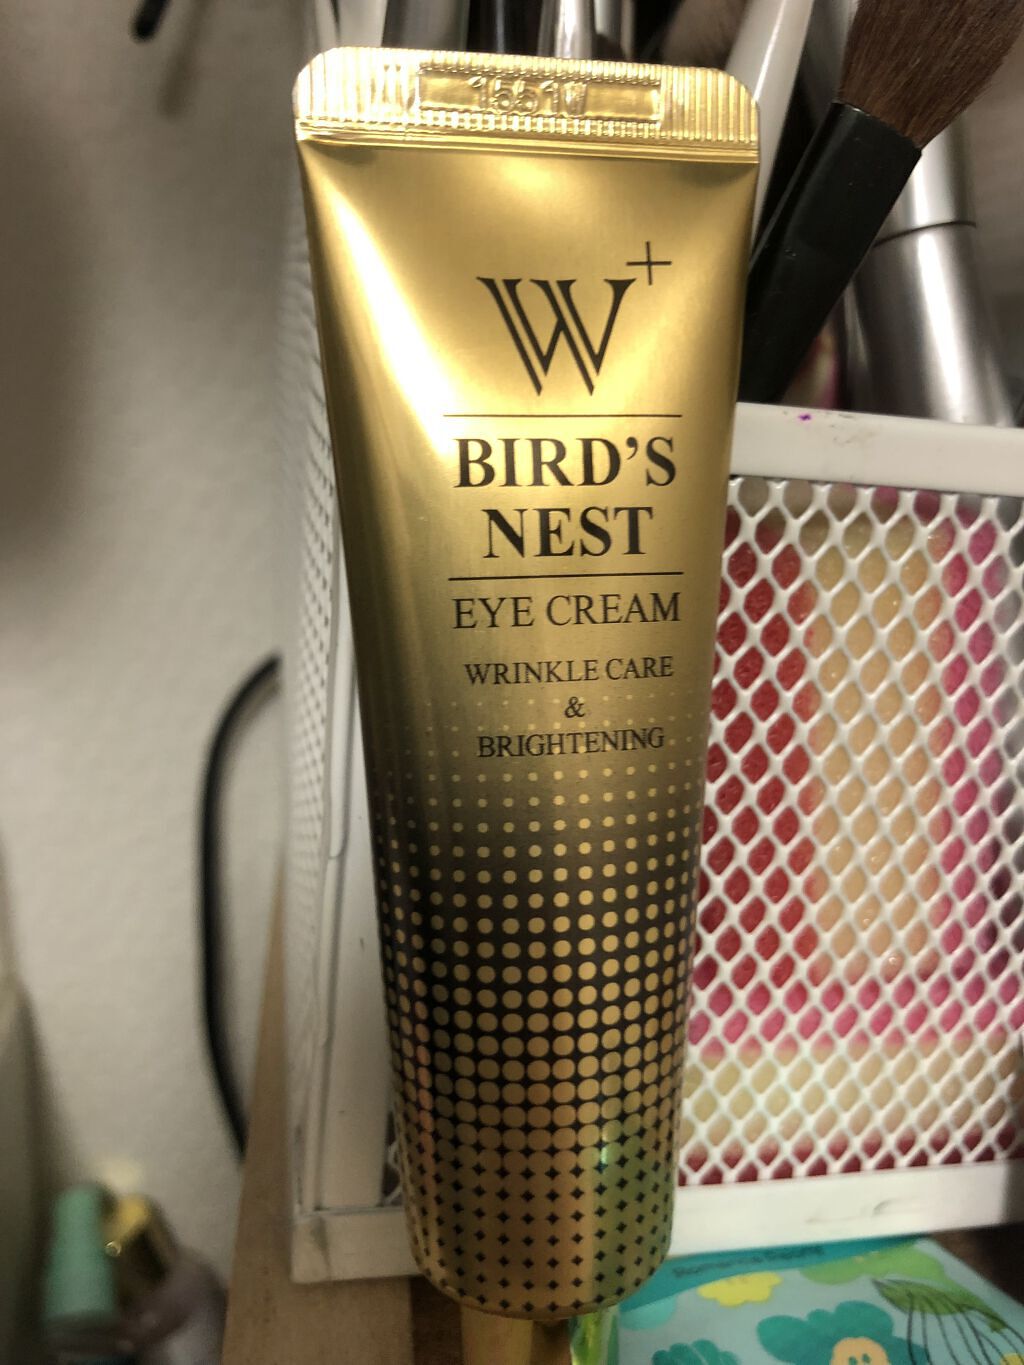 W+
BIRD'S
NEST
EYE CREAM
WRINKLE CARE
&
BRIGHTENING